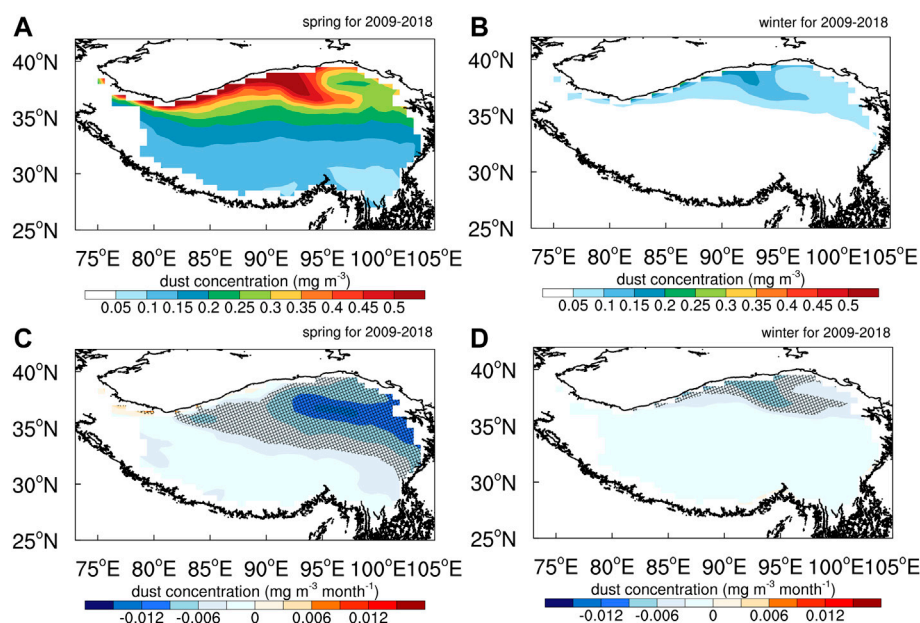 A
spring for 2009-2018
40°N
35°N
30°N
25°N
75°E 80°E 85°E 90°E 95°E 100°E105°E
dust concentration (mg m-3)
0.05 0.1 0.15 0.2 0.25 0.3 0.35 0.4 0.45 0.5
B
winter for 2009-2018
40°N
35°N
30°N
25°N
75°E 80°E 85°E 90°E 95°E 100°E105°E
dust concentration (mg m-3)
0.05 0.1 0.15 0.2 0.25 0.3 0.35 0.4 0.45 0.5
C
spring for 2009-2018
40°N
35°N
30°N
25°N
75°E 80°E 85°E 90°E 95°E 100°E105°E
dust concentration (mg m-3 month-1)
-0.012 -0.006 0 0.006 0.012
D
winter for 2009-2018
40°N
35°N
30°N
25°N
75°E 80°E 85°E 90°E 95°E 100°E105°E
dust concentration (mg m-3 month-1)
-0.012 -0.006 0 0.006 0.012